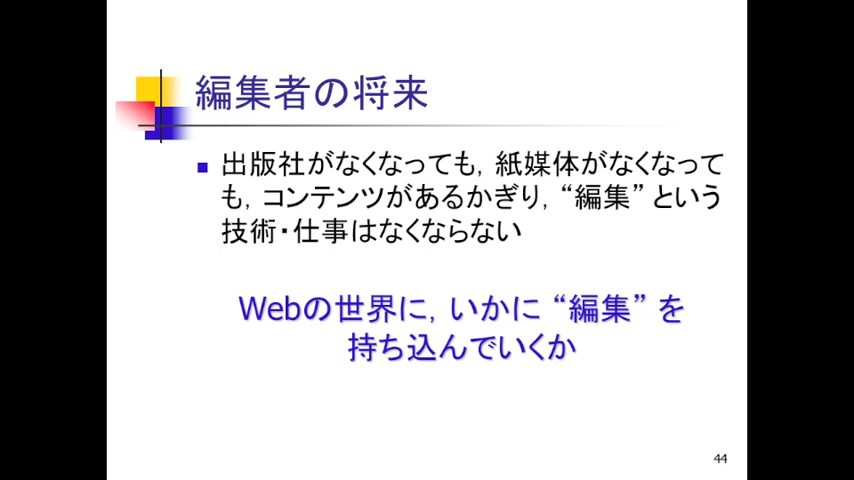 編集者の将来
出版社がなくなっても，紙媒体がなくなって
も，コンテンツがあるかぎり，“編集”という
技術・仕事はなくならない
Webの世界に，いかに“編集”を
持ち込んでいくか
44